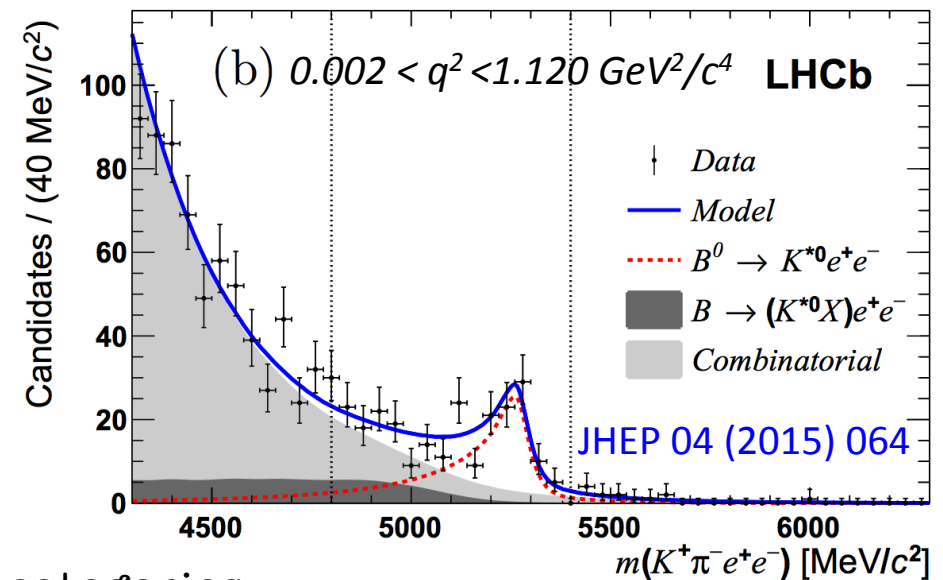 (b) 0.002 < q² <1.120 GeV²/c⁴ LHCb
Candidates / (40 MeV/c²)
100
80
60
40
20
0
Data
Model
B⁰ → K*⁰e⁺e⁻
B → (K*⁰X)e⁺e⁻
Combinatorial
JHEP 04 (2015) 064
4500 5000 5500 6000
m(K⁺π⁻e⁺e⁻) [MeV/c²]